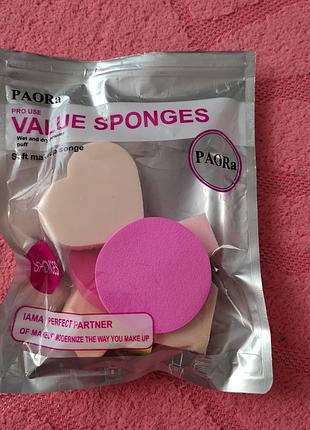 PAORa
PRO USE
VALUE SPONGES
Wet and dry
puff
PAORa
IAMA PERFECT PARTNER
OF MAKEUP MODERNIZE THE WAY YOU MAKE UP